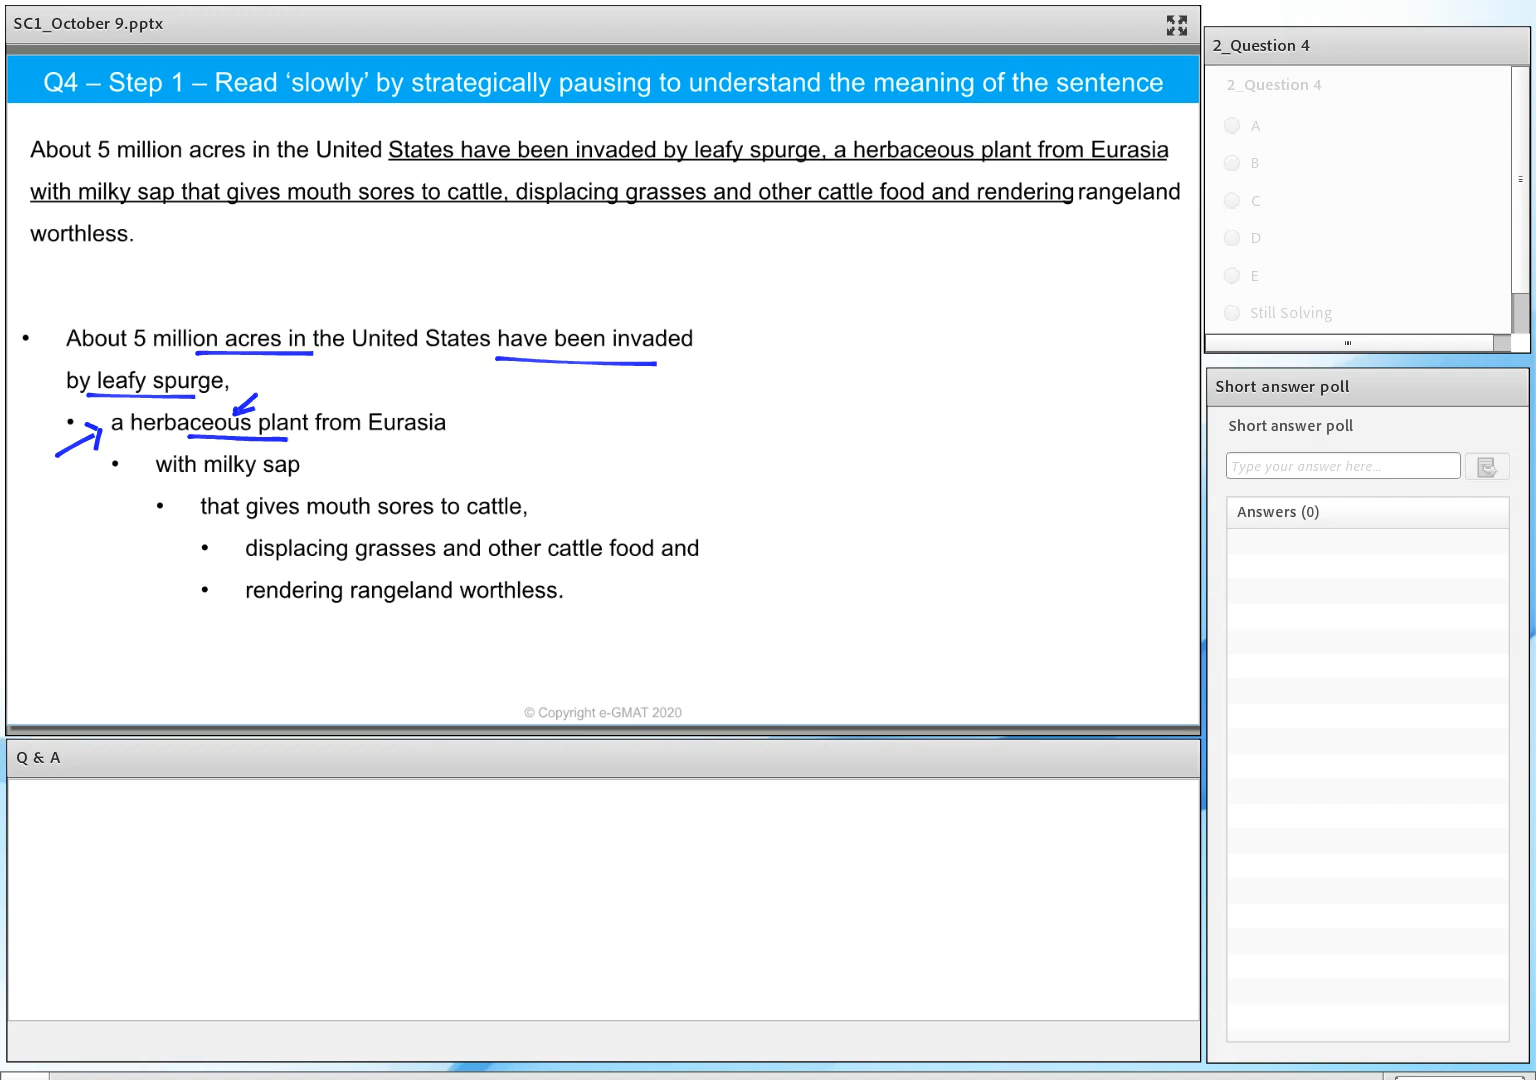 SC1_October 9.pptx
Q4 – Step 1 – Read ‘slowly’ by strategically pausing to understand the meaning of the sentence
About 5 million acres in the United States have been invaded by leafy spurge, a herbaceous plant from Eurasia
with milky sap that gives mouth sores to cattle, displacing grasses and other cattle food and rendering rangeland
worthless.
• About 5 million acres in the United States have been invaded
by leafy spurge,
• a herbaceous plant from Eurasia
• with milky sap
• that gives mouth sores to cattle,
• displacing grasses and other cattle food and
• rendering rangeland worthless.
© Copyright e-GMAT 2020
Q & A
2_Question 4
2_Question 4
A
B
C
D
E
Still Solving
Short answer poll
Short answer poll
Type your answer here...
Answers (0)